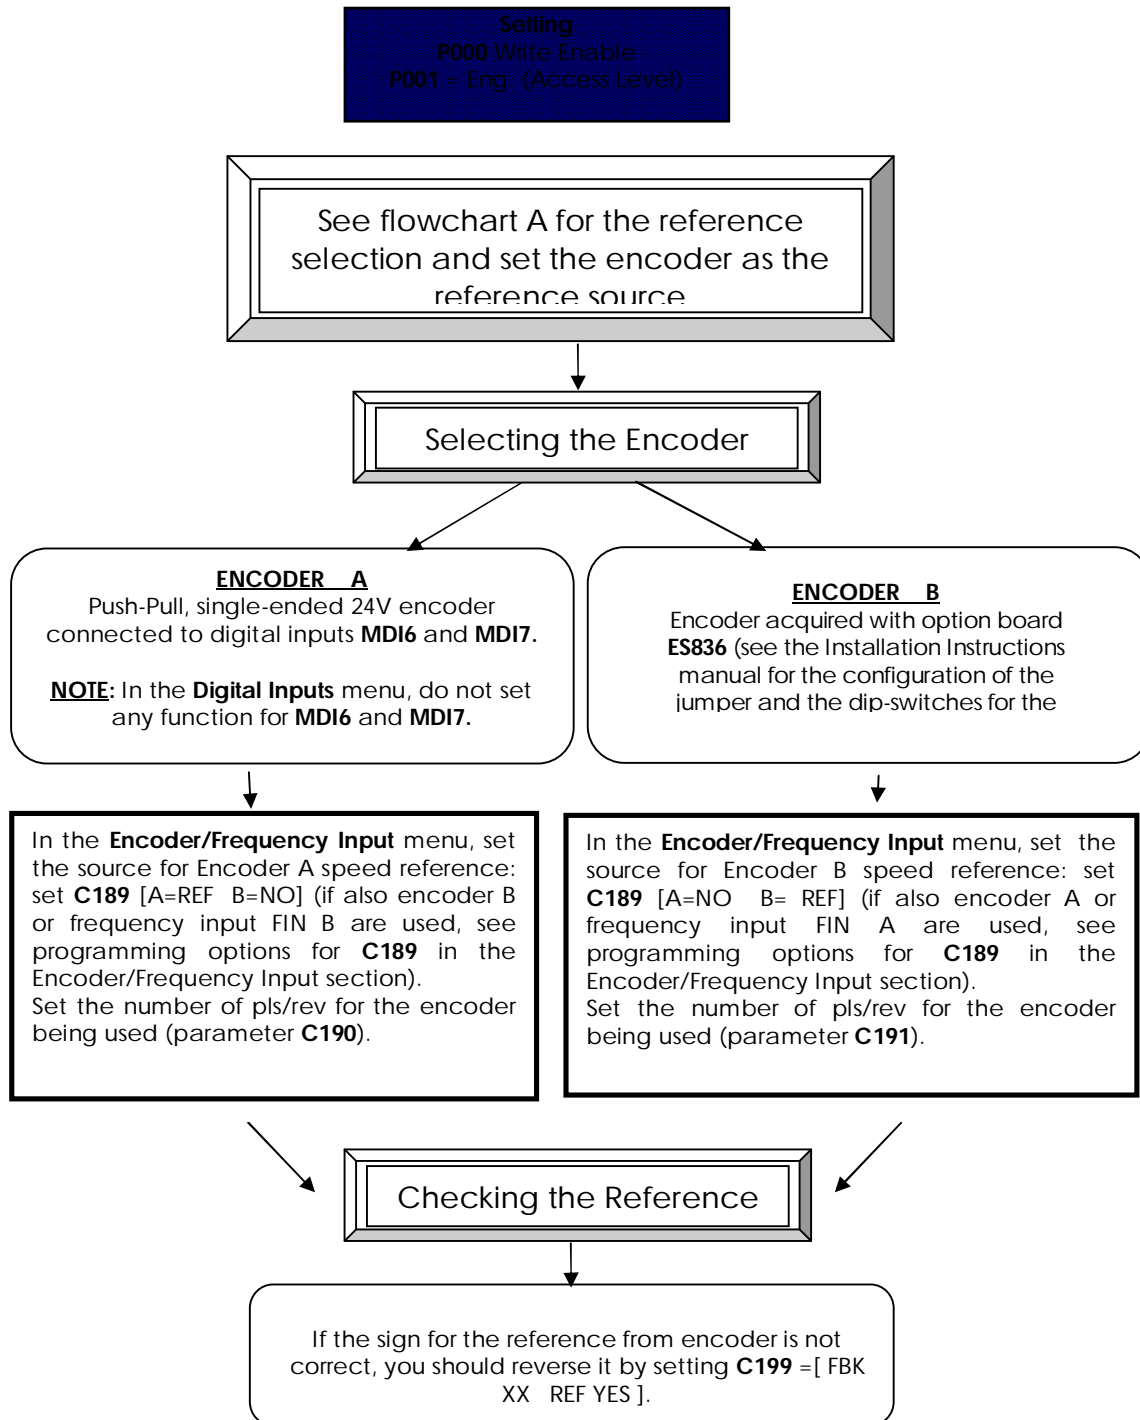 Setting
P000 Write Enable
P001 = Eng. (Access Level)
See flowchart A for the reference
selection and set the encoder as the
reference source
Selecting the Encoder
ENCODER A
Push-Pull, single-ended 24V encoder
connected to digital inputs MDI6 and MDI7.
NOTE: In the Digital Inputs menu, do not set
any function for MDI6 and MDI7.
ENCODER B
Encoder acquired with option board
ES836 (see the Installation Instructions
manual for the configuration of the
jumper and the dip-switches for the
In the Encoder/Frequency Input menu, set
the source for Encoder A speed reference:
set C189 [A=REF B=NO] (if also encoder B
or frequency input FIN B are used, see
programming options for C189 in the
Encoder/Frequency Input section).
Set the number of pls/rev for the encoder
being used (parameter C190).
In the Encoder/Frequency Input menu, set the
source for Encoder B speed reference: set
C189 [A=NO B= REF] (if also encoder A or
frequency input FIN A are used, see
programming options for C189 in the
Encoder/Frequency Input section).
Set the number of pls/rev for the encoder
being used (parameter C191).
Checking the Reference
If the sign for the reference from encoder is not
correct, you should reverse it by setting C199 =[ FBK
XX REF YES ].